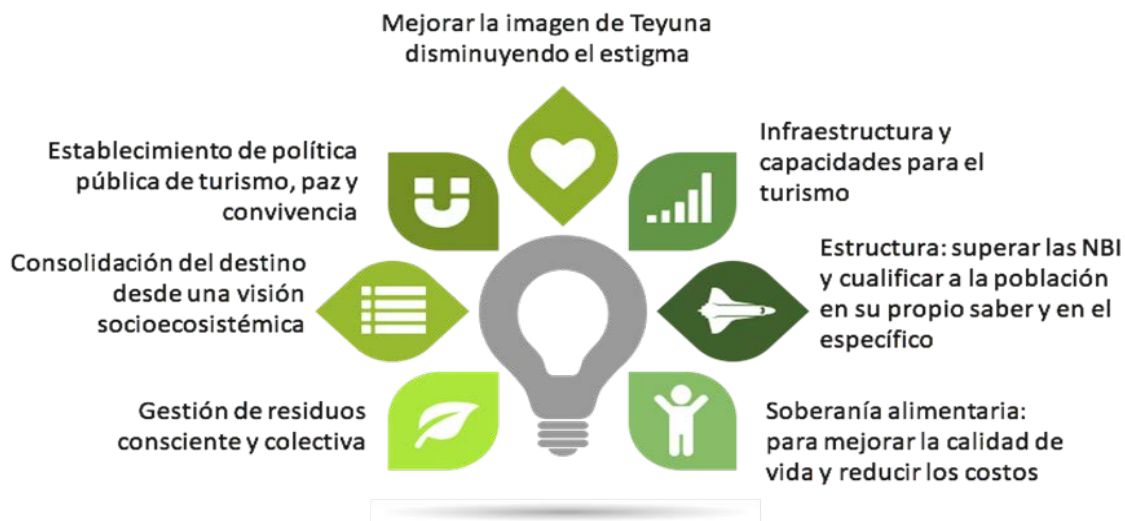 Mejorar la imagen de Teyuna
disminuyendo el estigma
Establecimiento de política
pública de turismo, paz y
convivencia
Infraestructura y
capacidades para el
turismo
Consolidación del destino
desde una visión
socioecosistémica
Estructura: superar las NBI
y cualificar a la población
en su propio saber y en el
específico
Gestión de residuos
consciente y colectiva
Soberanía alimentaria:
para mejorar la calidad de
vida y reducir los costos